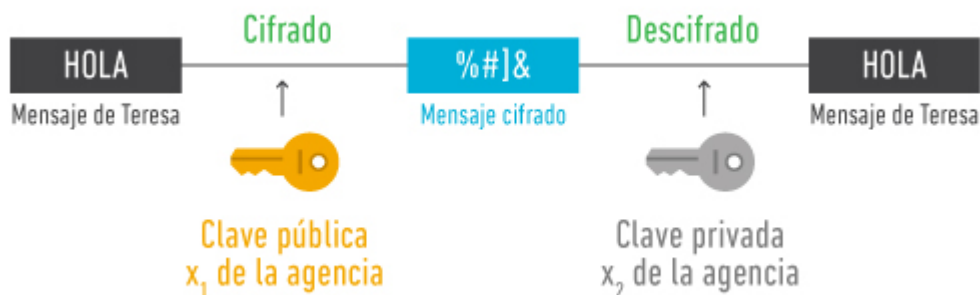 Cifrado
Descifrado
HOLA
%#]&
HOLA
Mensaje de Teresa
Mensaje cifrado
Mensaje de Teresa
Clave pública
x₁ de la agencia
Clave privada
x₂ de la agencia